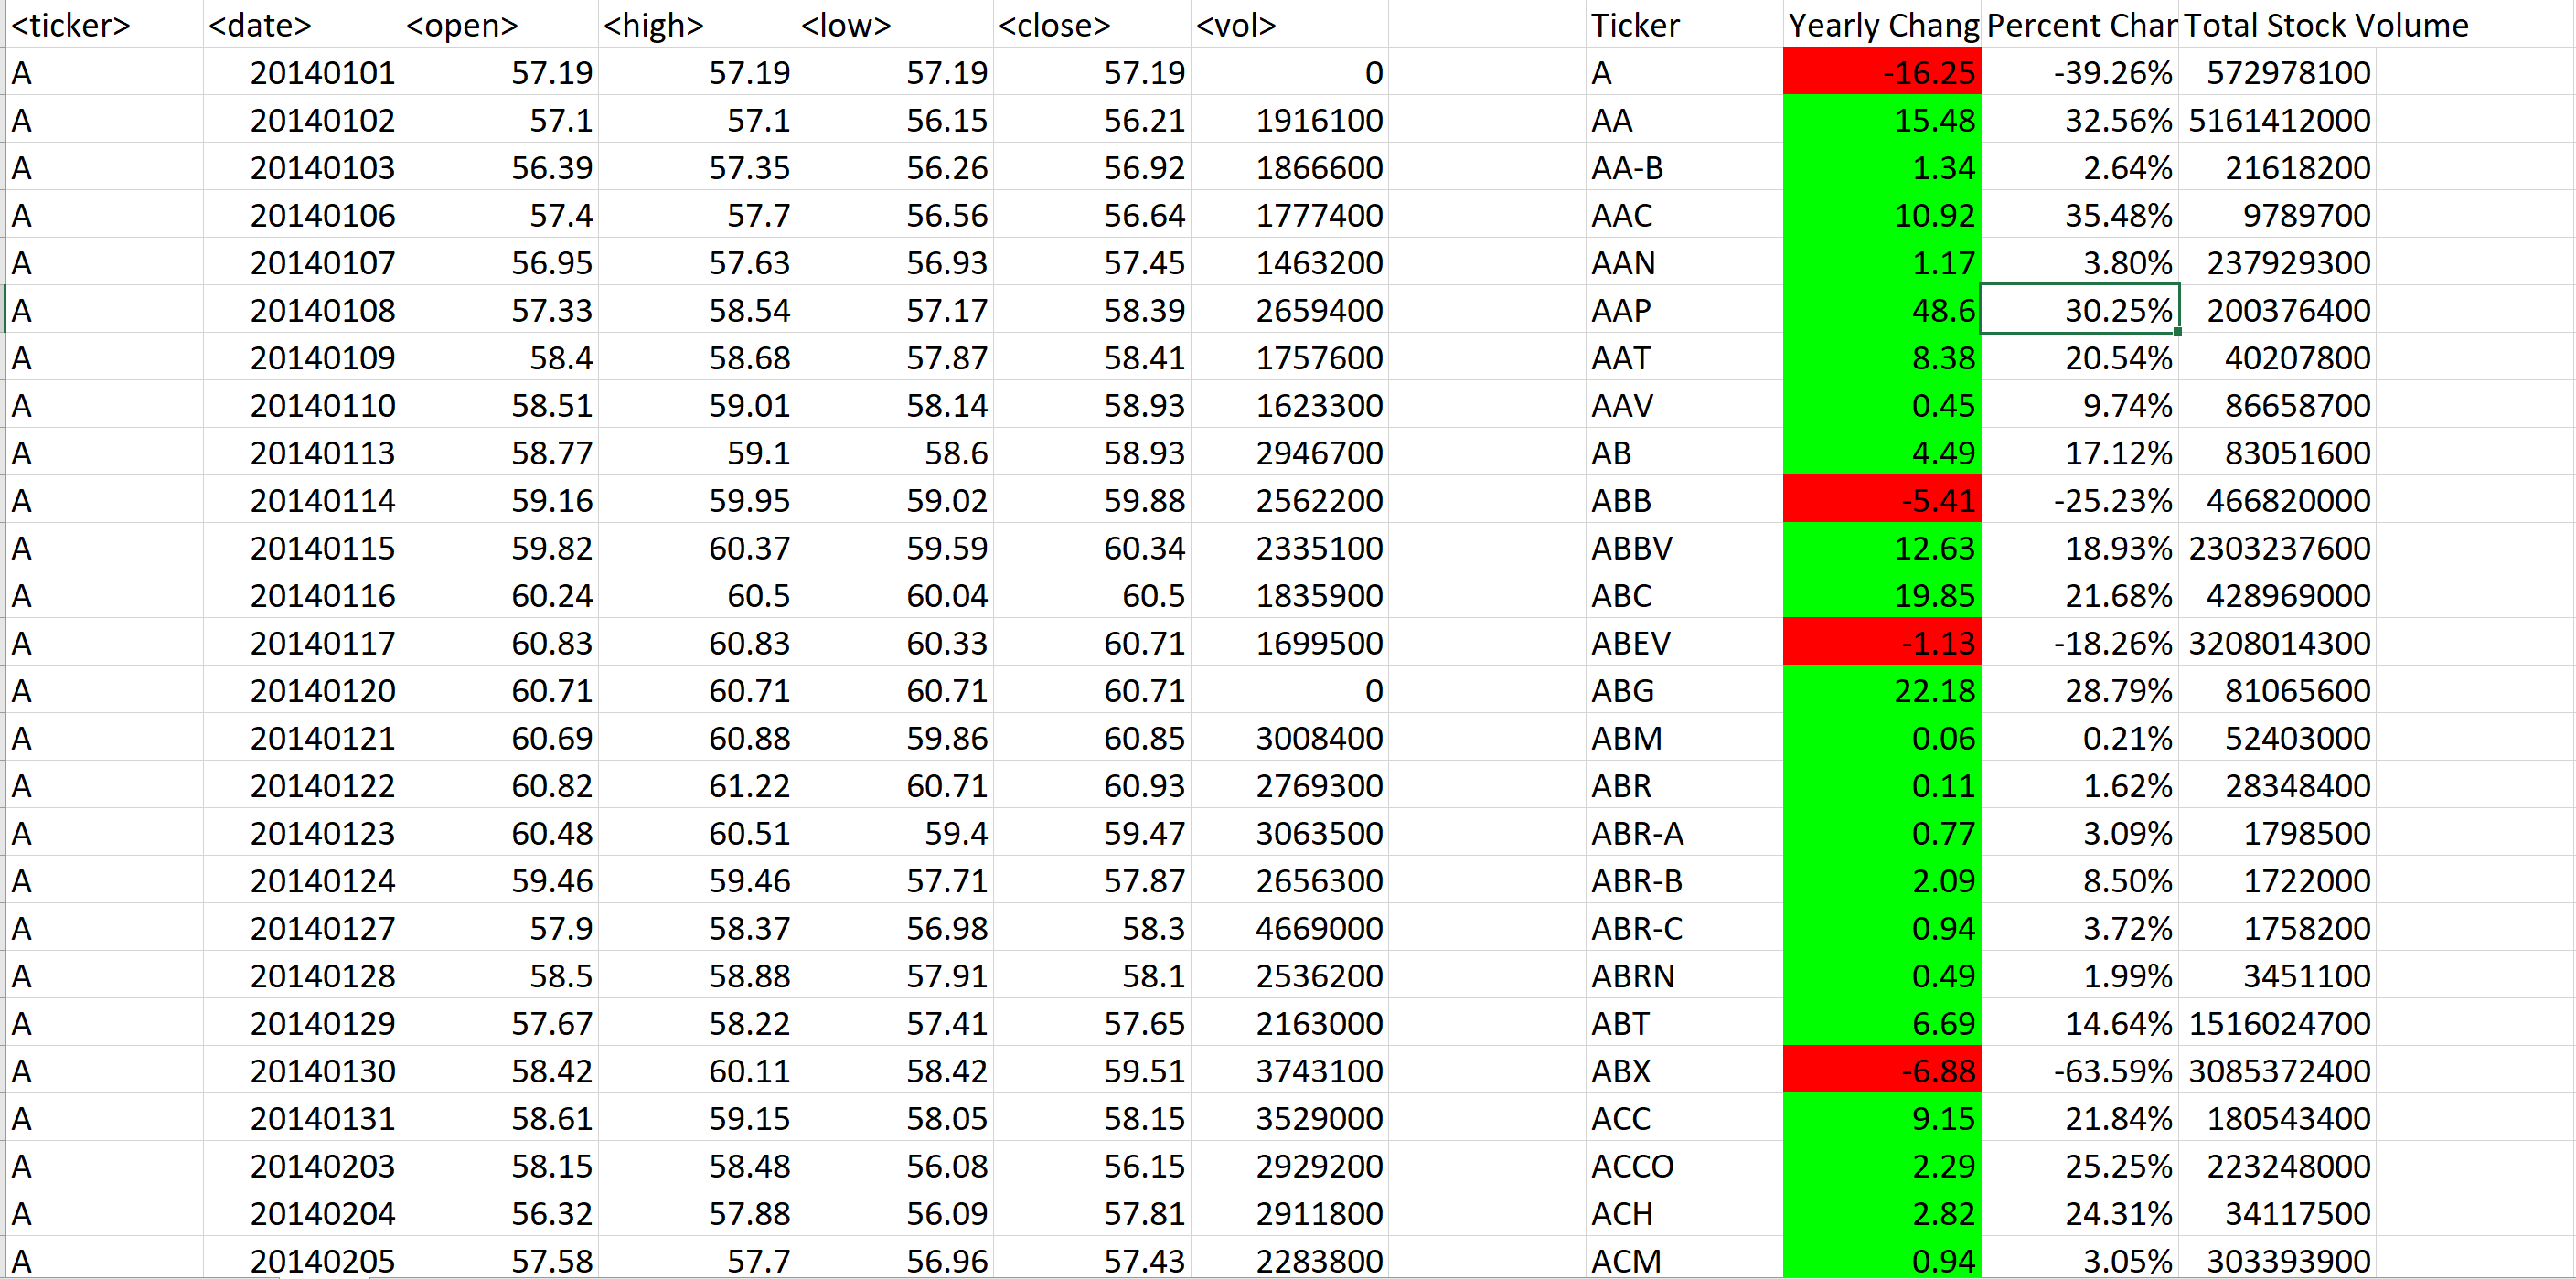 <ticker> <date> <open> <high> <low> <close> <vol> Ticker Yearly Chang Percent Char Total Stock Volume
A 20140101 57.19 57.19 57.19 57.19 0 A -16.25 -39.26% 572978100
A 20140102 57.1 57.1 56.15 56.21 1916100 AA 15.48 32.56% 5161412000
A 20140103 56.39 57.35 56.26 56.92 1866600 AA-B 1.34 2.64% 21618200
A 20140106 57.4 57.7 56.56 56.64 1777400 AAC 10.92 35.48% 9789700
A 20140107 56.95 57.63 56.93 57.45 1463200 AAN 1.17 3.80% 237929300
A 20140108 57.33 58.54 57.17 58.39 2659400 AAP 48.6 30.25% 200376400
A 20140109 58.4 58.68 57.87 58.41 1757600 AAT 8.38 20.54% 40207800
A 20140110 58.51 59.01 58.14 58.93 1623300 AAV 0.45 9.74% 86658700
A 20140113 58.77 59.1 58.6 58.93 2946700 AB 4.49 17.12% 83051600
A 20140114 59.16 59.95 59.02 59.88 2562200 ABB -5.41 -25.23% 466820000
A 20140115 59.82 60.37 59.59 60.34 2335100 ABBV 12.63 18.93% 2303237600
A 20140116 60.24 60.5 60.04 60.5 1835900 ABC 19.85 21.68% 428969000
A 20140117 60.83 60.83 60.33 60.71 1699500 ABEV -1.13 -18.26% 3208014300
A 20140120 60.71 60.71 60.71 60.71 0 ABG 22.18 28.79% 81065600
A 20140121 60.69 60.88 59.86 60.85 3008400 ABM 0.06 0.21% 52403000
A 20140122 60.82 61.22 60.71 60.93 2769300 ABR 0.11 1.62% 28348400
A 20140123 60.48 60.51 59.4 59.47 3063500 ABR-A 0.77 3.09% 1798500
A 20140124 59.46 59.46 57.71 57.87 2656300 ABR-B 2.09 8.50% 1722000
A 20140127 57.9 58.37 56.98 58.3 4669000 ABR-C 0.94 3.72% 1758200
A 20140128 58.5 58.88 57.91 58.1 2536200 ABRN 0.49 1.99% 3451100
A 20140129 57.67 58.22 57.41 57.65 2163000 ABT 6.69 14.64% 1516024700
A 20140130 58.42 60.11 58.42 59.51 3743100 ABX -6.88 -63.59% 3085372400
A 20140131 58.61 59.15 58.05 58.15 3529000 ACC 9.15 21.84% 180543400
A 20140203 58.15 58.48 56.08 56.15 2929200 ACCO 2.29 25.25% 223248000
A 20140204 56.32 57.88 56.09 57.81 2911800 ACH 2.82 24.31% 34117500
A 20140205 57.58 57.7 56.96 57.43 2283800 ACM 0.94 3.05% 303393900